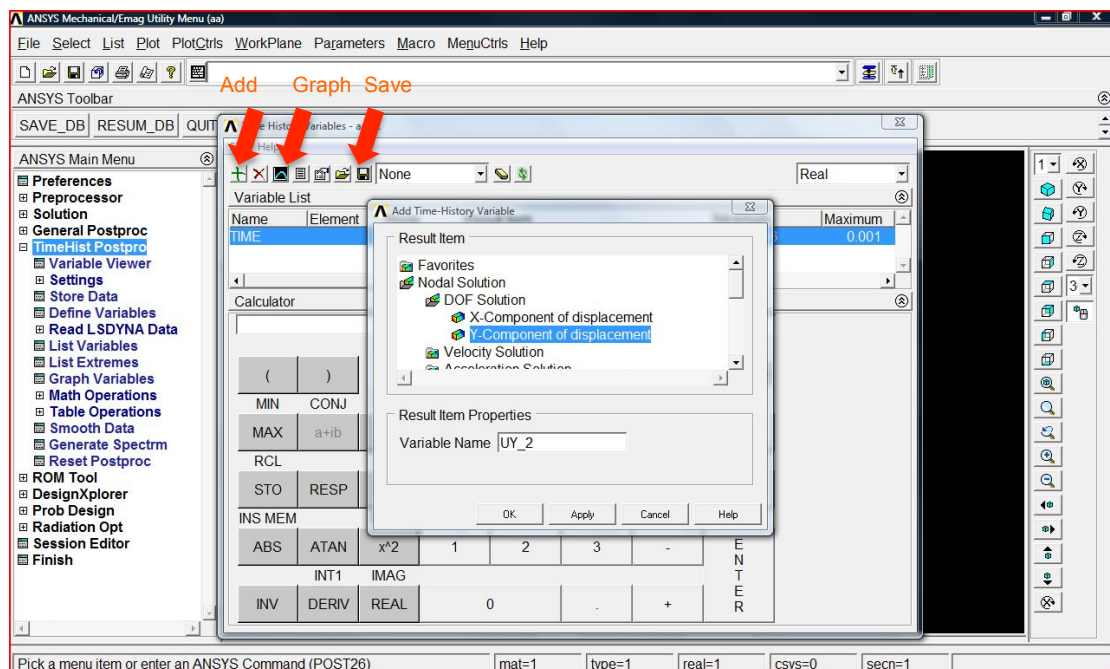 ANSYS Mechanical/Emag Utility Menu (aa)
File Select List Plot PlotCtrls WorkPlane Parameters Macro MenuCtrls Help
Add Graph Save
ANSYS Toolbar
SAVE_DB RESUM_DB QUIT
Variables -
Help
None
Real
ANSYS Main Menu
Preferences
Preprocessor
Solution
General Postproc
TimeHist Postpro
Variable Viewer
Settings
Store Data
Define Variables
Read LSDYNA Data
List Variables
List Extremes
Graph Variables
Math Operations
Table Operations
Smooth Data
Generate Spectrm
Reset Postproc
ROM Tool
DesignXplorer
Prob Design
Radiation Opt
Session Editor
Finish
Variable List
Name Element Maximum
TIME 0.001
Calculator
( )
MIN CONJ
MAX a+ib
RCL
STO RESP
INS MEM
ABS ATAN x^2 1 2 3 -
INT1 IMAG
INV DERIV REAL 0 . +
ENTER
Add Time-History Variable
Result Item
Favorites
Nodal Solution
DOF Solution
X-Component of displacement
Y-Component of displacement
Velocity Solution
Acceleration Solution
Result Item Properties
Variable Name UY_2
OK Apply Cancel Help
1
3
Pick a menu item or enter an ANSYS Command (POST26) mat=1 type=1 real=1 csys=0 secn=1